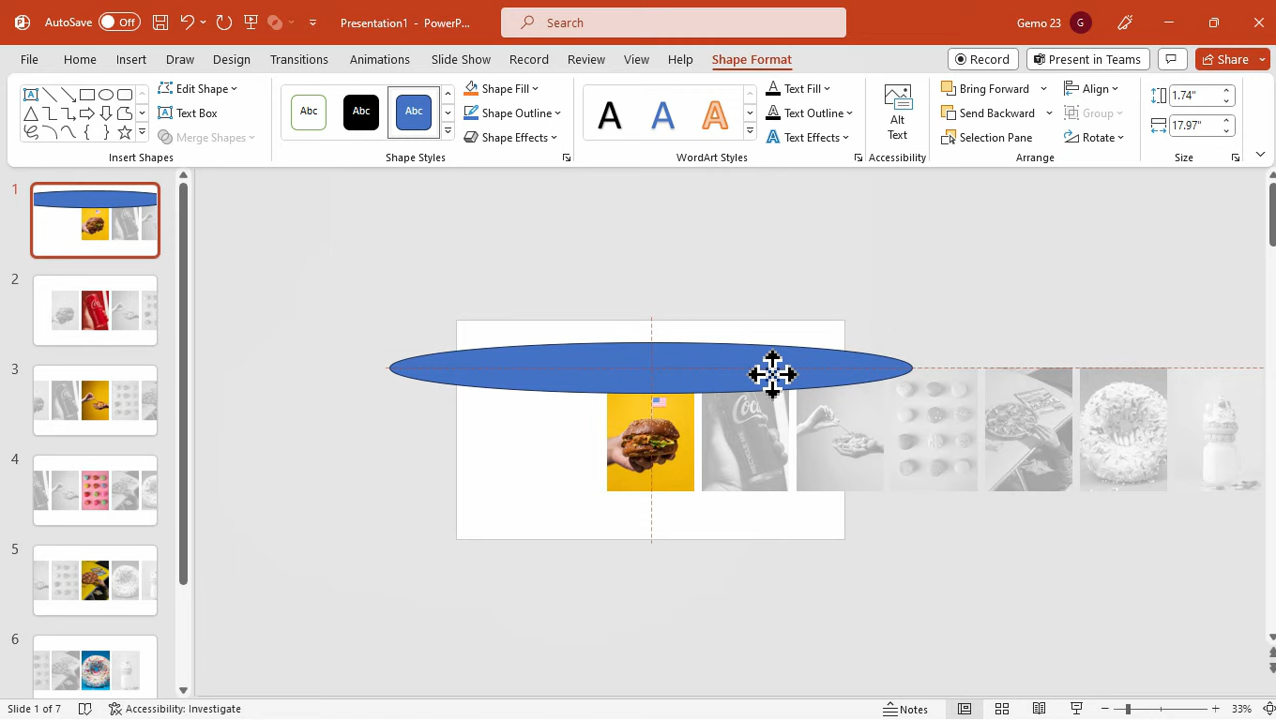 AutoSave Off Presentation1 - PowerP... Search Gemo 23 G
File Home Insert Draw Design Transitions Animations Slide Show Record Review View Help Shape Format Record Present in Teams Share
Edit Shape
Text Box
Merge Shapes
Insert Shapes
Abc Abc Abc
Shape Fill
Shape Outline
Shape Effects
Shape Styles
A A A
Text Fill
Text Outline
Text Effects
WordArt Styles
Alt
Text
Accessibility
Bring Forward
Send Backward
Selection Pane
Align
Group
Rotate
Arrange
1.74"
17.97"
Size
1
2
3
4
5
6
Slide 1 of 7 Accessibility: Investigate Notes 33%